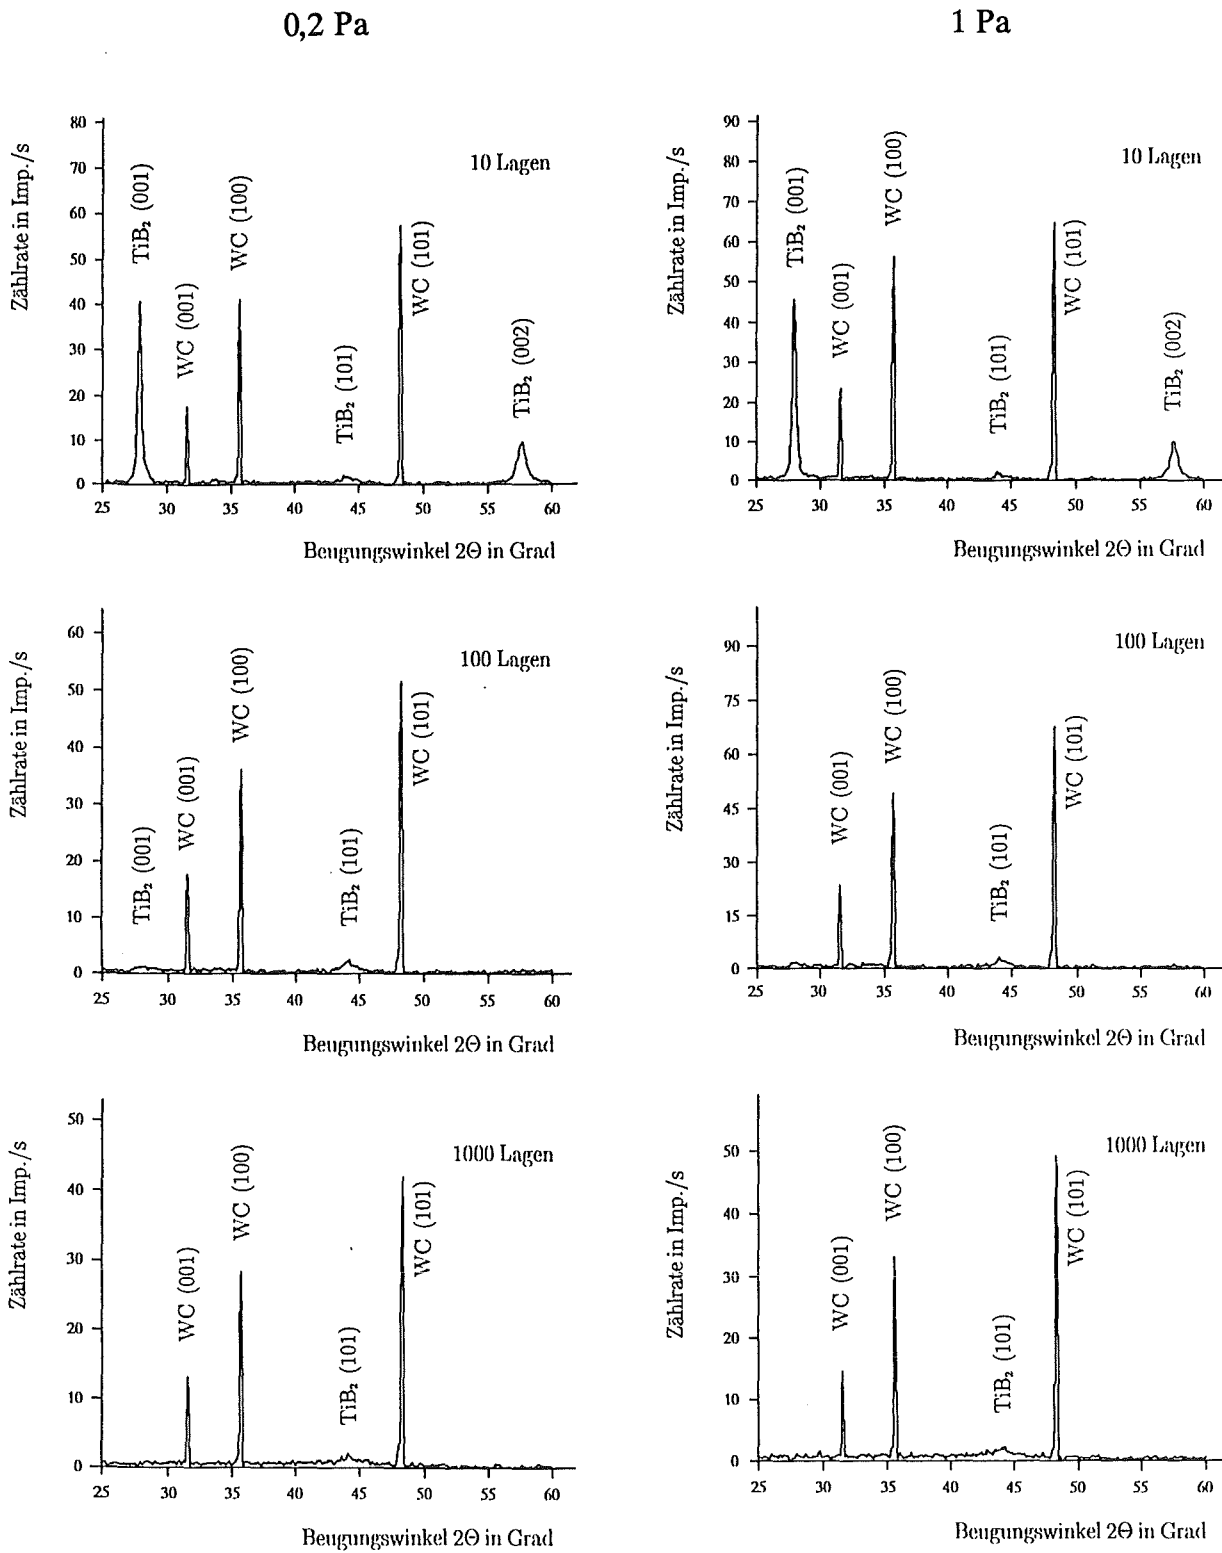 0,2 Pa
1 Pa
Zählrate in Imp./s
80
70
60
50
40
30
20
10
0
TiB₂ (001)
WC (001)
WC (100)
TiB₂ (101)
WC (101)
TiB₂ (002)
10 Lagen
25 30 35 40 45 50 55 60
Beugungswinkel 2Θ in Grad
Zählrate in Imp./s
90
80
70
60
50
40
30
20
10
0
TiB₂ (001)
WC (001)
WC (100)
TiB₂ (101)
WC (101)
TiB₂ (002)
10 Lagen
25 30 35 40 45 50 55 60
Beugungswinkel 2Θ in Grad
Zählrate in Imp./s
60
50
40
30
20
10
0
TiB₂ (001)
WC (001)
WC (100)
TiB₂ (101)
WC (101)
100 Lagen
25 30 35 40 45 50 55 60
Beugungswinkel 2Θ in Grad
Zählrate in Imp./s
90
75
60
45
30
15
0
WC (001)
WC (100)
TiB₂ (101)
WC (101)
100 Lagen
25 30 35 40 45 50 55 60
Beugungswinkel 2Θ in Grad
Zählrate in Imp./s
50
40
30
20
10
0
WC (001)
WC (100)
TiB₂ (101)
WC (101)
1000 Lagen
25 30 35 40 45 50 55 60
Beugungswinkel 2Θ in Grad
Zählrate in Imp./s
50
40
30
20
10
0
WC (001)
WC (100)
TiB₂ (101)
WC (101)
1000 Lagen
25 30 35 40 45 50 55 60
Beugungswinkel 2Θ in Grad